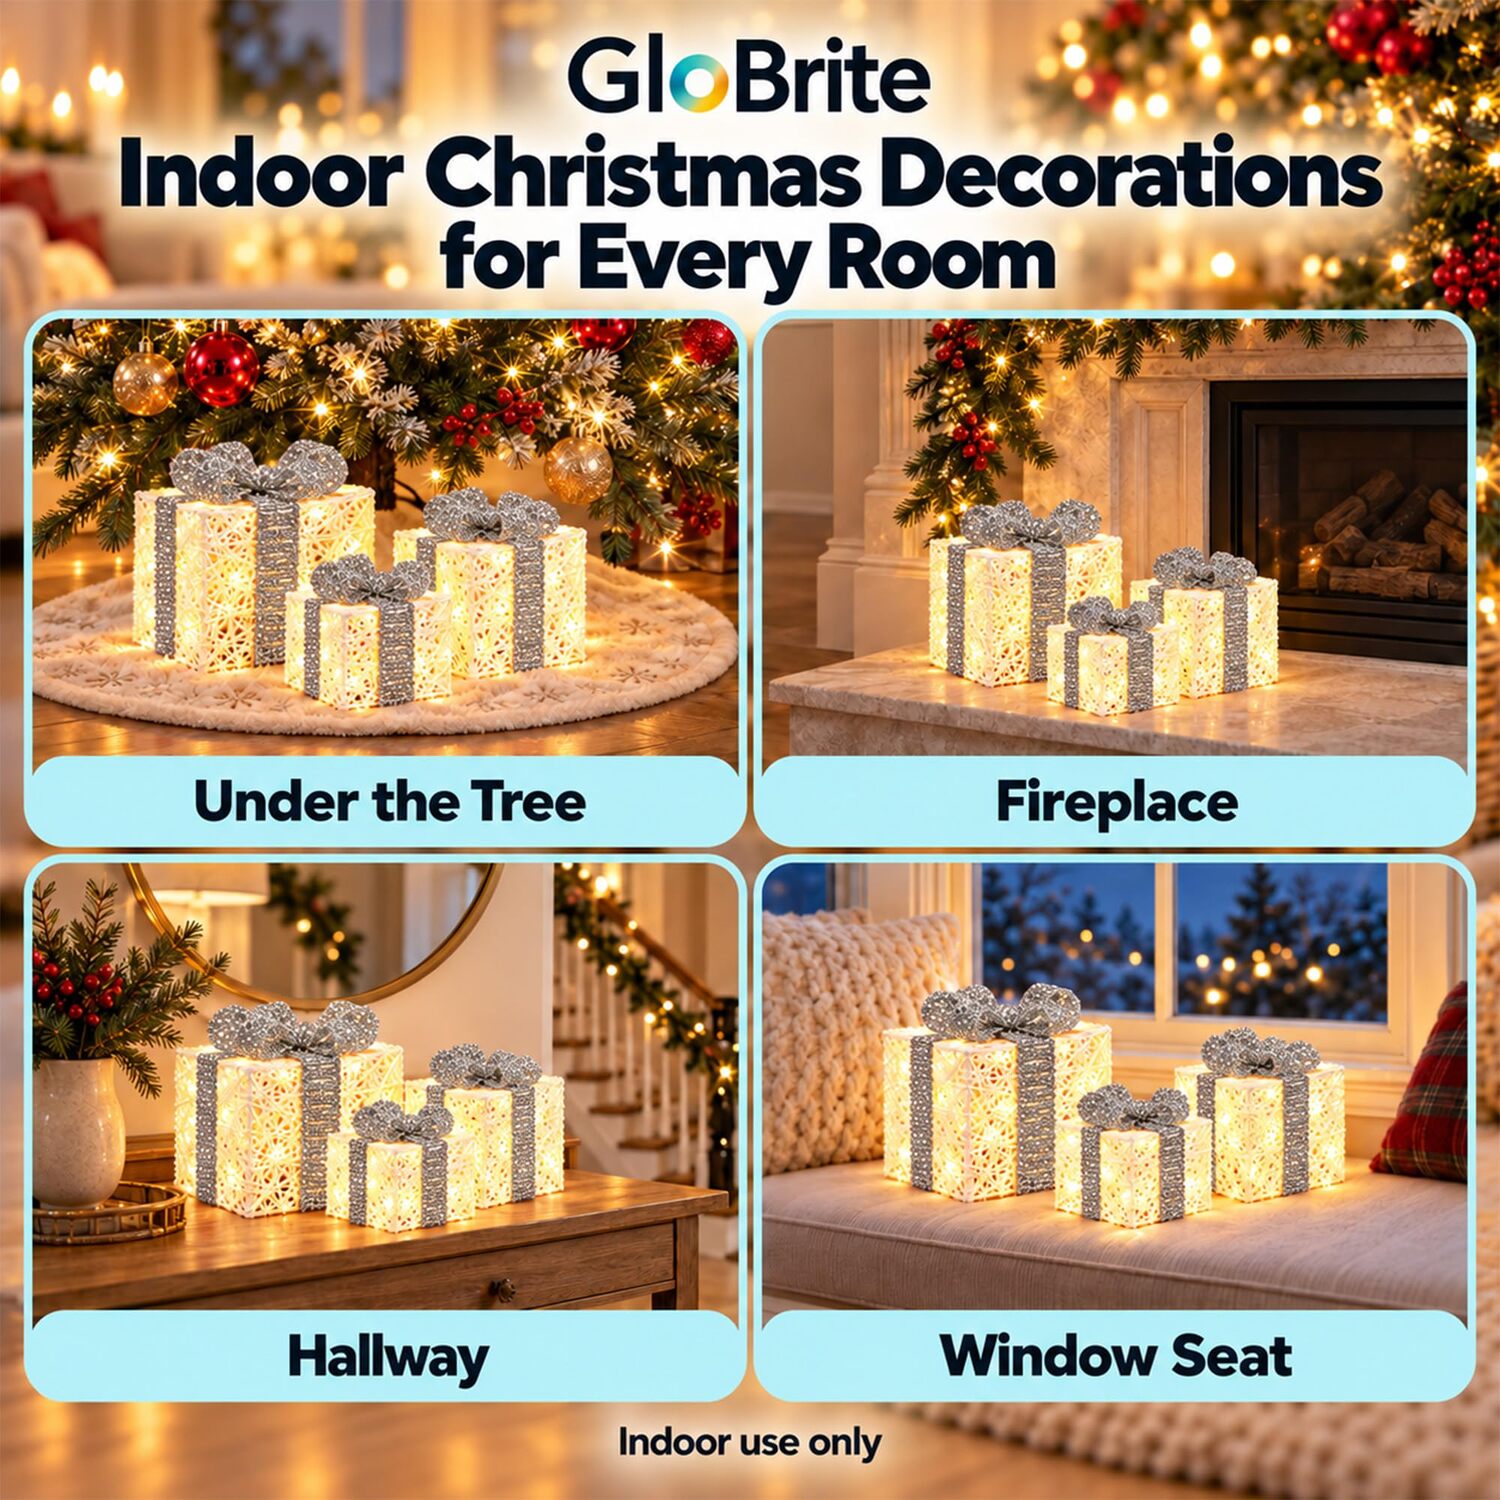 GloBrite
Indoor Christmas Decorations
for Every Room
Under the Tree
Fireplace
Hallway
Window Seat
Indoor use only